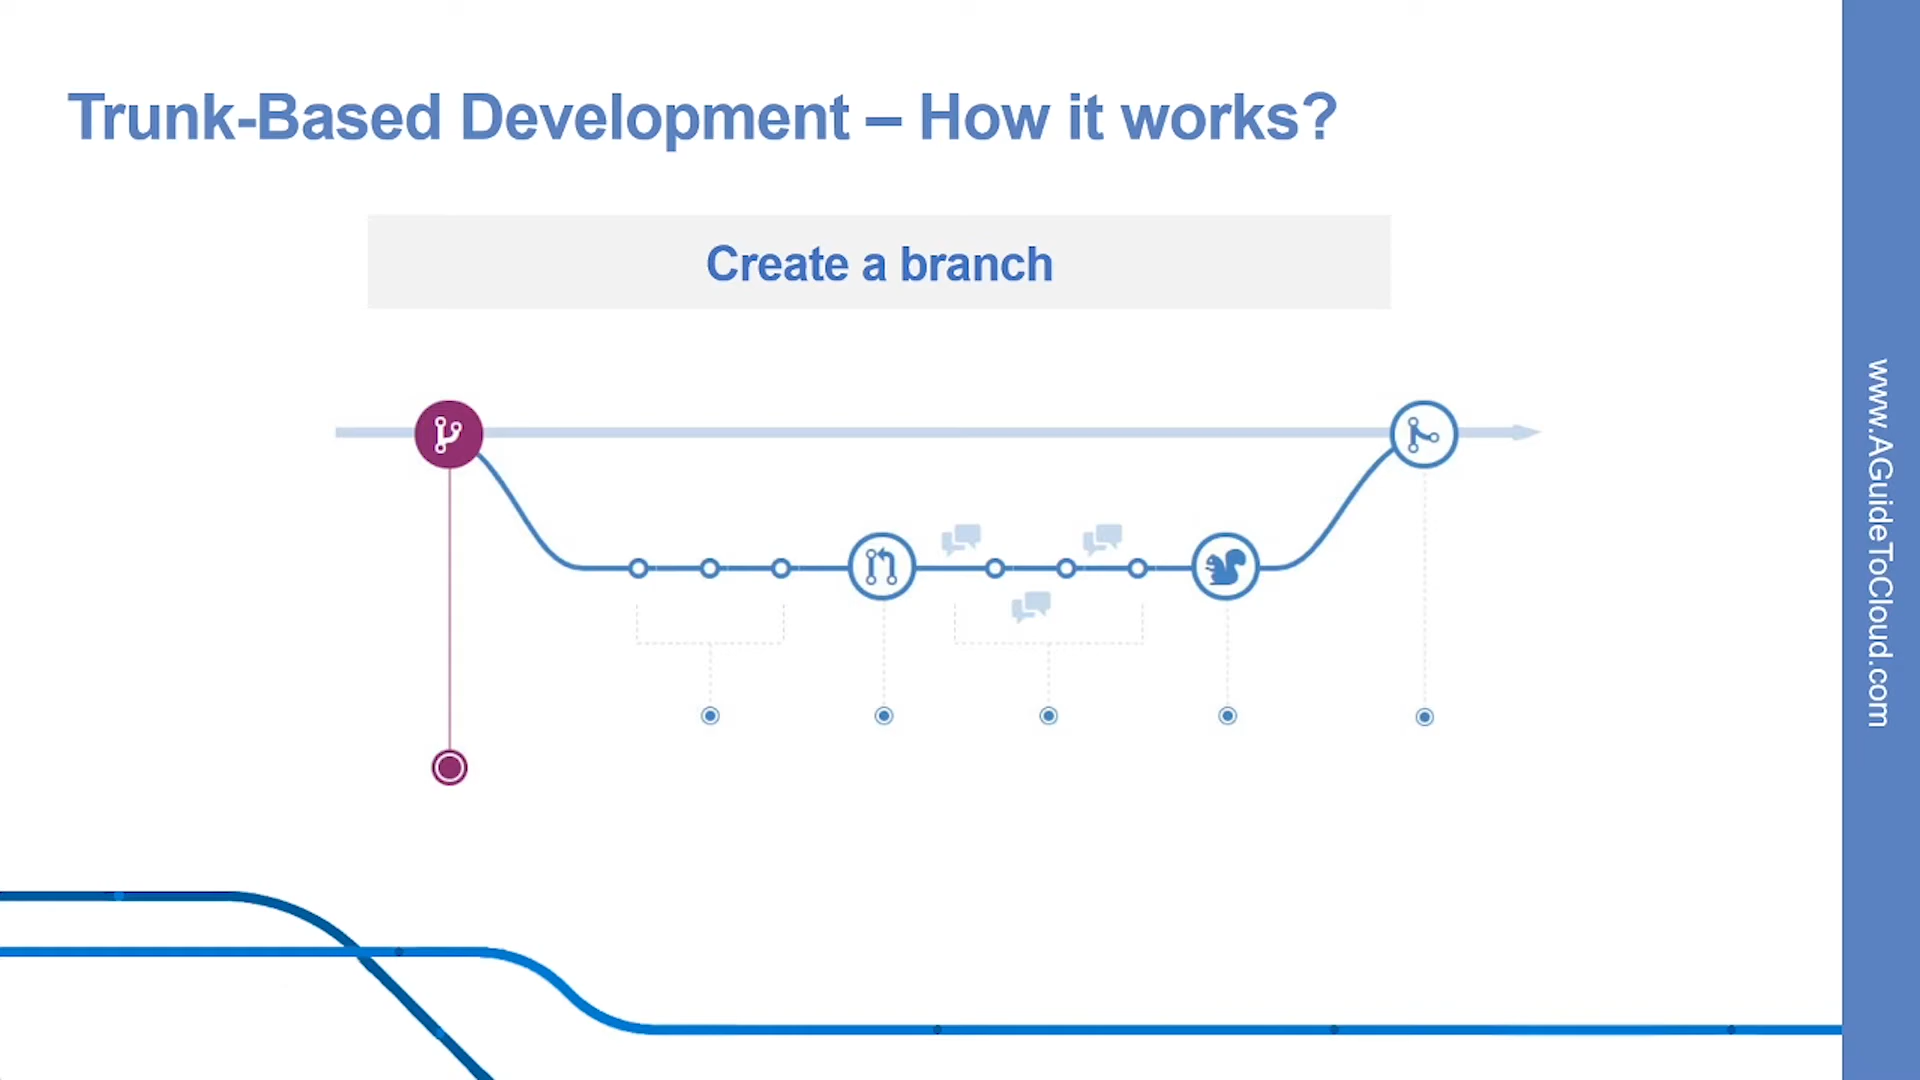 Trunk-Based Development – How it works?
Create a branch
www.AGuideToCloud.com